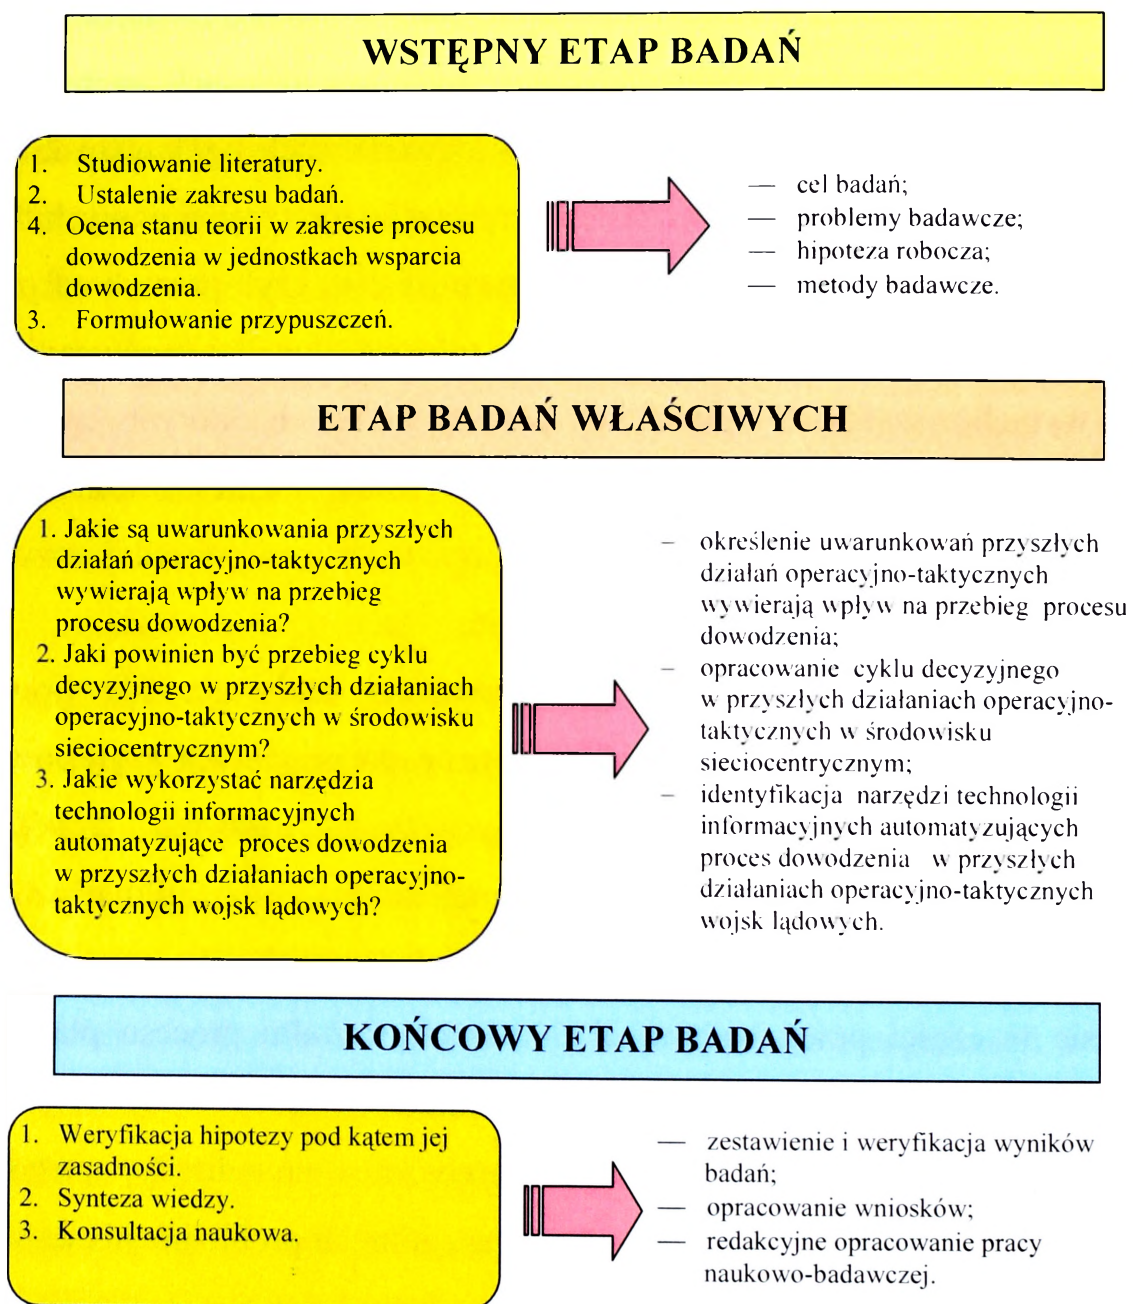 WSTĘPNY ETAP BADAŃ
1. Studiowanie literatury.
2. Ustalenie zakresu badań.
4. Ocena stanu teorii w zakresie procesu
dowodzenia w jednostkach wsparcia
dowodzenia.
3. Formułowanie przypuszczeń.
— cel badań;
— problemy badawcze;
— hipoteza robocza;
— metody badawcze.
ETAP BADAŃ WŁAŚCIWYCH
1. Jakie są uwarunkowania przyszłych
działań operacyjno-taktycznych
wywierają wpływ na przebieg
procesu dowodzenia?
2. Jaki powinien być przebieg cyklu
decyzyjnego w przyszłych działaniach
operacyjno-taktycznych w środowisku
sieciocentrycznym?
3. Jakie wykorzystać narzędzia
technologii informacyjnych
automatyzujące proces dowodzenia
w przyszłych działaniach operacyjno-
taktycznych wojsk lądowych?
– określenie uwarunkowań przyszłych
działań operacyjno-taktycznych
wywierają wpływ na przebieg procesu
dowodzenia;
– opracowanie cyklu decyzyjnego
w przyszłych działaniach operacyjno-
taktycznych w środowisku
sieciocentrycznym;
– identyfikacja narzędzi technologii
informacyjnych automatyzujących
proces dowodzenia w przyszłych
działaniach operacyjno-taktycznych
wojsk lądowych.
KOŃCOWY ETAP BADAŃ
1. Weryfikacja hipotezy pod kątem jej
zasadności.
2. Synteza wiedzy.
3. Konsultacja naukowa.
— zestawienie i weryfikacja wyników
badań;
— opracowanie wniosków;
— redakcyjne opracowanie pracy
naukowo-badawczej.